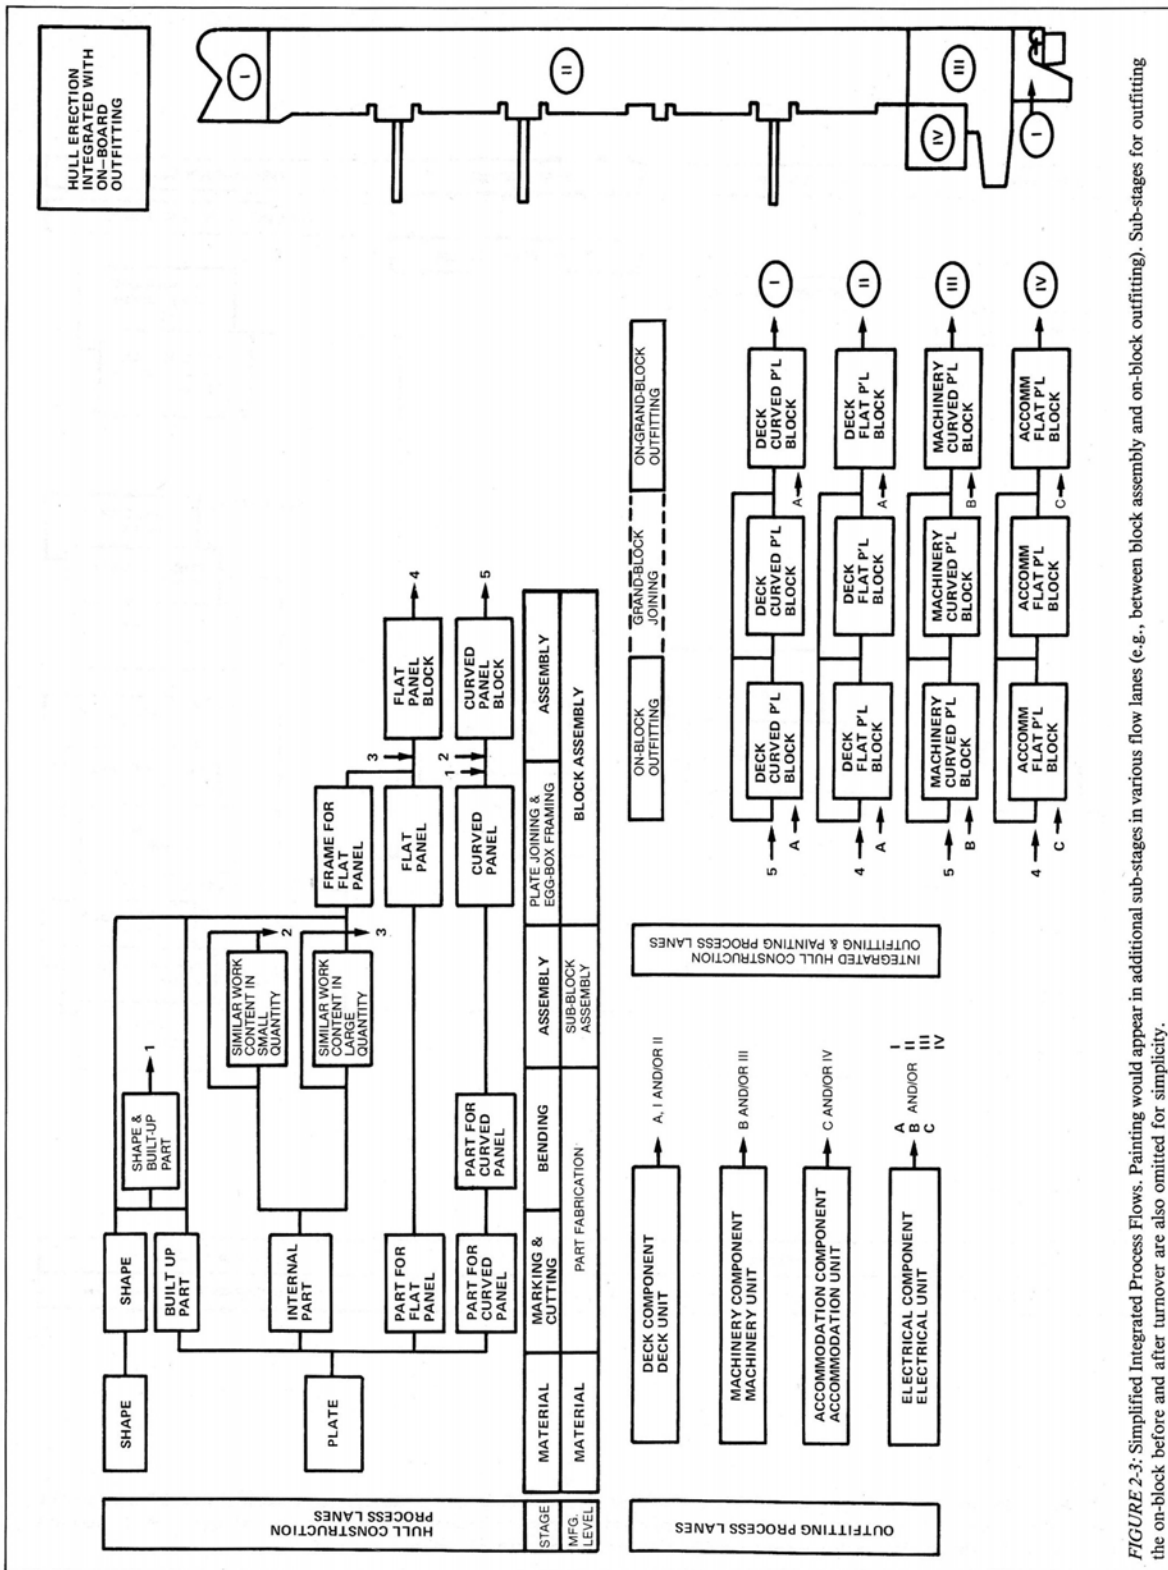 HULL ERECTION
INTEGRATED WITH
ON-BOARD
OUTFITTING
HULL CONSTRUCTION
PROCESS LANES
SHAPE
PLATE
SHAPE
BUILT UP
PART
INTERNAL
PART
PART FOR
FLAT
PANEL
PART FOR
CURVED
PANEL
SHAPE &
BUILT-UP
PART
1
PART FOR
CURVED
PANEL
SIMILAR WORK
CONTENT IN
SMALL
QUANTITY
2
SIMILAR WORK
CONTENT IN
LARGE
QUANTITY
3
FRAME FOR
FLAT
PANEL
FLAT
PANEL
CURVED
PANEL
3
1
2
FLAT
PANEL
BLOCK
4
CURVED
PANEL
BLOCK
5
STAGE
MATERIAL
MARKING &
CUTTING
BENDING
ASSEMBLY
PLATE JOINING &
EGG-BOX FRAMING
ASSEMBLY
MFG.
LEVEL
MATERIAL
PART FABRICATION
SUB-BLOCK
ASSEMBLY
BLOCK ASSEMBLY
OUTFITTING PROCESS LANES
DECK COMPONENT
DECK UNIT
A, I AND/OR II
MACHINERY COMPONENT
MACHINERY UNIT
B AND/OR III
ACCOMMODATION COMPONENT
ACCOMMODATION UNIT
C AND/OR IV
ELECTRICAL COMPONENT
ELECTRICAL UNIT
A
B AND/OR
C
I
II
III
IV
INTEGRATED HULL CONSTRUCTION
OUTFITTING & PAINTING PROCESS LANES
ON-BLOCK
OUTFITTING
GRAND-BLOCK
JOINING
ON-GRAND-BLOCK
OUTFITTING
5
A
DECK
CURVED P'L
BLOCK
DECK
CURVED P'L
BLOCK
A
DECK
CURVED P'L
BLOCK
I
4
A
DECK
FLAT P'L
BLOCK
DECK
FLAT P'L
BLOCK
A
DECK
FLAT P'L
BLOCK
II
5
B
MACHINERY
CURVED P'L
BLOCK
MACHINERY
CURVED P'L
BLOCK
B
MACHINERY
CURVED P'L
BLOCK
III
4
C
ACCOMM
FLAT P'L
BLOCK
ACCOMM
FLAT P'L
BLOCK
C
ACCOMM
FLAT P'L
BLOCK
IV
I
II
III
IV
I
FIGURE 2-3: Simplified Integrated Process Flows. Painting would appear in additional sub-stages in various flow lanes (e.g., between block assembly and on-block outfitting). Sub-stages for outfitting
the on-block before and after turnover are also omitted for simplicity.